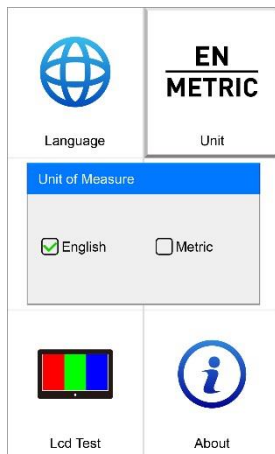 EN
METRIC
Language
Unit
Unit of Measure
English
Metric
Lcd Test
About